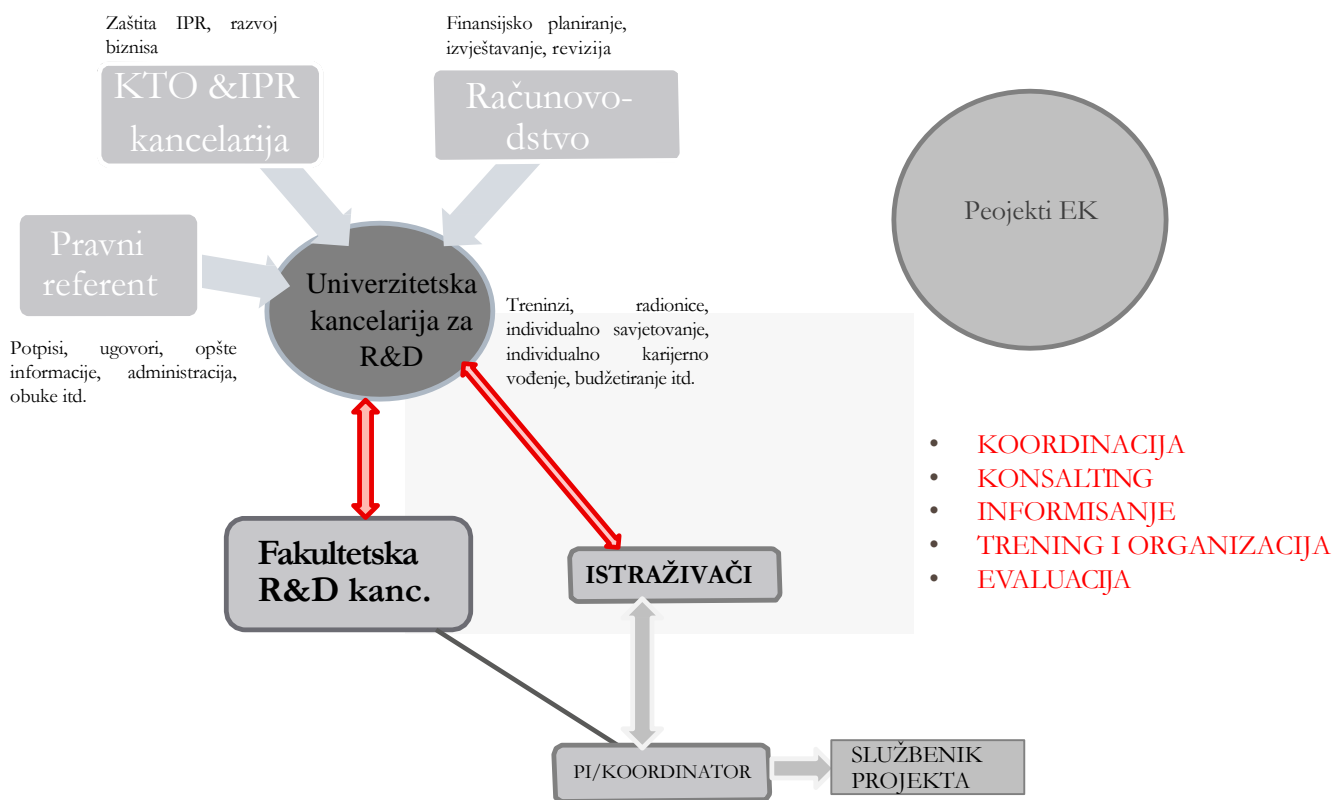 Zaštita IPR, razvoj
biznisa
KTO &IPR
kancelarija
Finansijsko planiranje,
izvještavanje, revizija
Računovo-
dstvo
Peojekti EK
Pravni
referent
Potpisi, ugovori, opšte
informacije, administracija,
obuke itd.
Univerzitetska
kancelarija za
R&D
Treninzi, radionice,
individualno savjetovanje,
individualno karijerno
vođenje, budžetiranje itd.
• KOORDINACIJA
• KONSALTING
• INFORMISANJE
• TRENING I ORGANIZACIJA
• EVALUACIJA
Fakultetska
R&D kanc.
ISTRAŽIVAČI
PI/KOORDINATOR
SLUŽBENIK
PROJEKTA